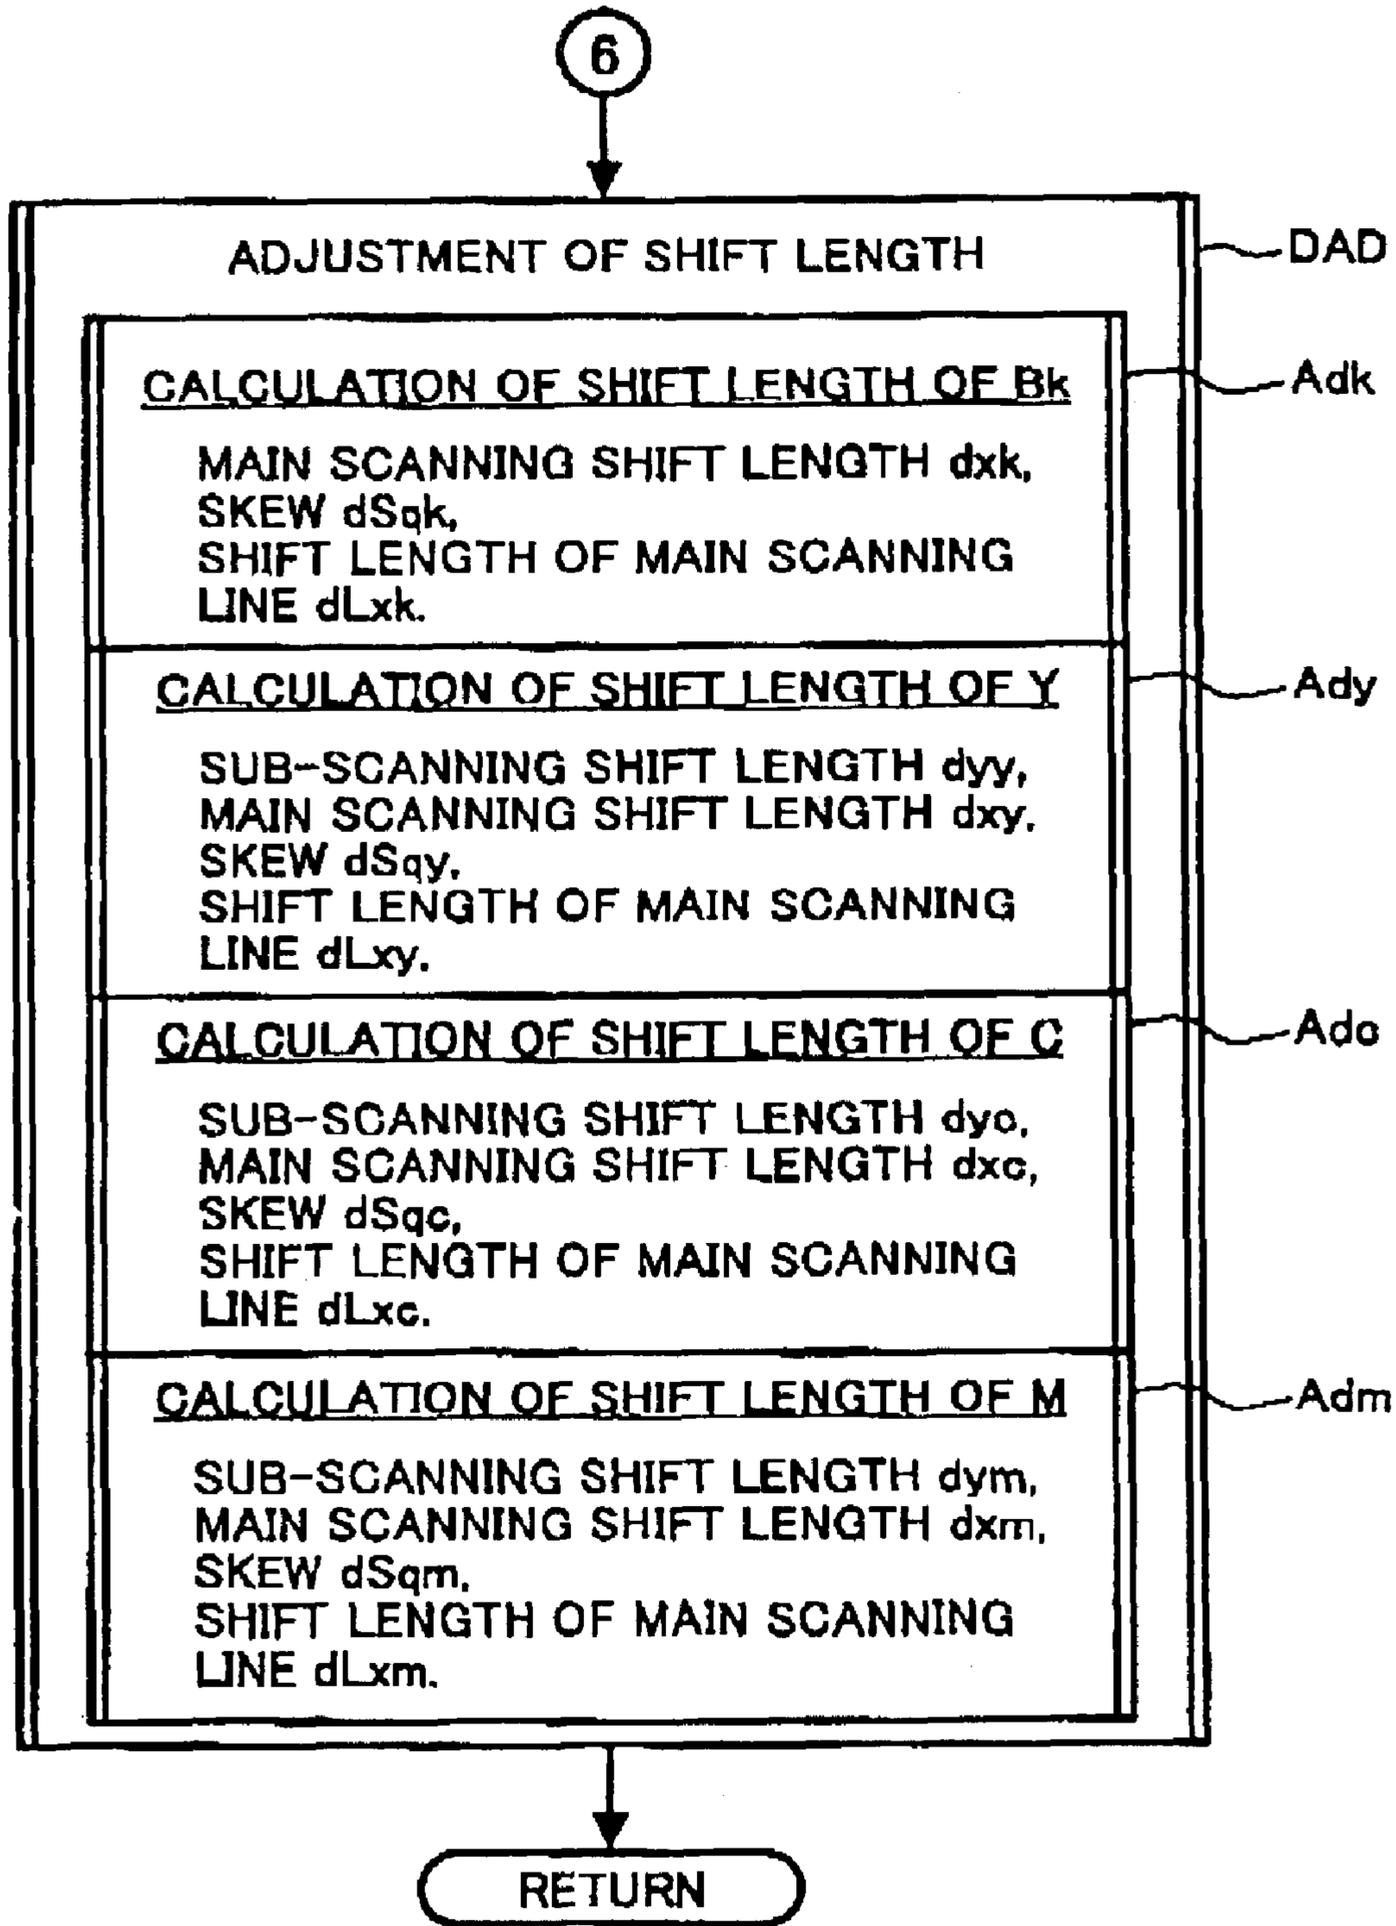 6
ADJUSTMENT OF SHIFT LENGTH
DAD
CALCULATION OF SHIFT LENGTH OF Bk
Adk
MAIN SCANNING SHIFT LENGTH dxk,
SKEW dSqk,
SHIFT LENGTH OF MAIN SCANNING
LINE dLxk.
CALCULATION OF SHIFT LENGTH OF Y
Ady
SUB-SCANNING SHIFT LENGTH dyy,
MAIN SCANNING SHIFT LENGTH dxy,
SKEW dSqy,
SHIFT LENGTH OF MAIN SCANNING
LINE dLxy.
CALCULATION OF SHIFT LENGTH OF C
Adc
SUB-SCANNING SHIFT LENGTH dyc,
MAIN SCANNING SHIFT LENGTH dxc,
SKEW dSqc,
SHIFT LENGTH OF MAIN SCANNING
LINE dLxc.
CALCULATION OF SHIFT LENGTH OF M
Adm
SUB-SCANNING SHIFT LENGTH dym,
MAIN SCANNING SHIFT LENGTH dxm,
SKEW dSqm,
SHIFT LENGTH OF MAIN SCANNING
LINE dLxm.
RETURN